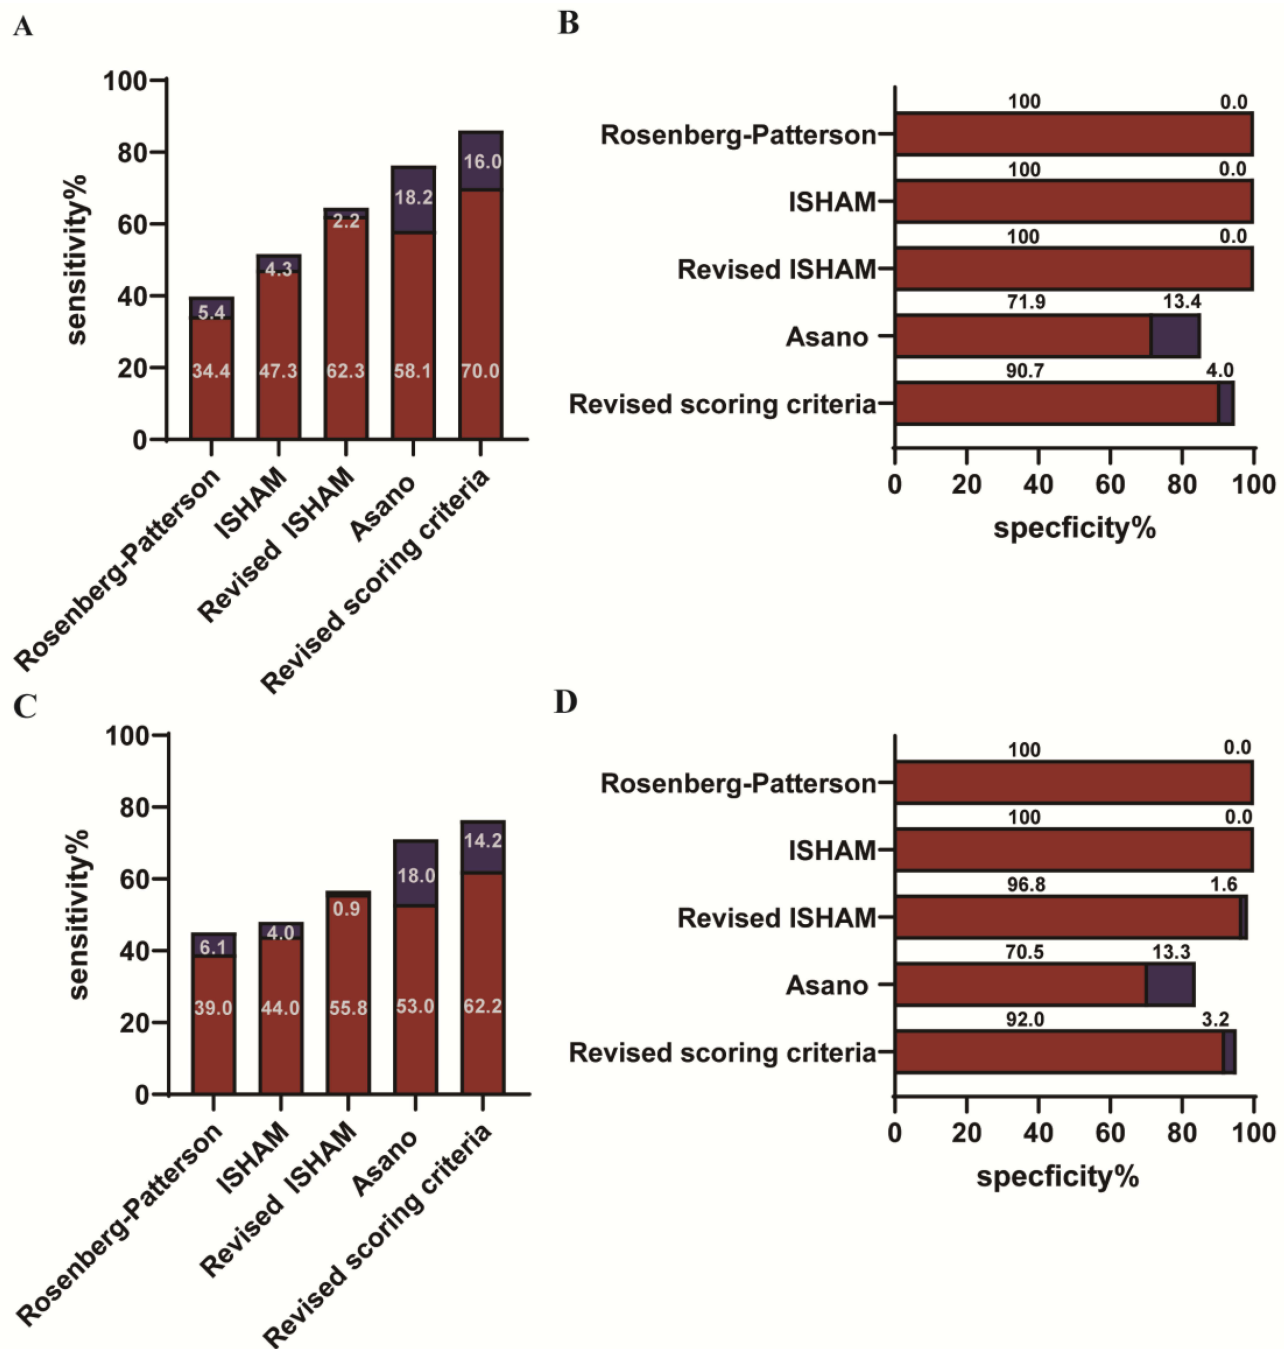 A
100
80
60
40
20
0
sensitivity%
5.4
34.4
4.3
47.3
2.2
62.3
18.2
58.1
16.0
70.0
Rosenberg-Patterson
ISHAM
Revised ISHAM
Asano
Revised scoring criteria
B
Rosenberg-Patterson
100 0.0
ISHAM
100 0.0
Revised ISHAM
100 0.0
Asano
71.9 13.4
Revised scoring criteria
90.7 4.0
0 20 40 60 80 100
specficity%
C
100
80
60
40
20
0
sensitivity%
6.1
39.0
4.0
44.0
0.9
55.8
18.0
53.0
14.2
62.2
Rosenberg-Patterson
ISHAM
Revised ISHAM
Asano
Revised scoring criteria
D
Rosenberg-Patterson
100 0.0
ISHAM
100 0.0
Revised ISHAM
96.8 1.6
Asano
70.5 13.3
Revised scoring criteria
92.0 3.2
0 20 40 60 80 100
specficity%